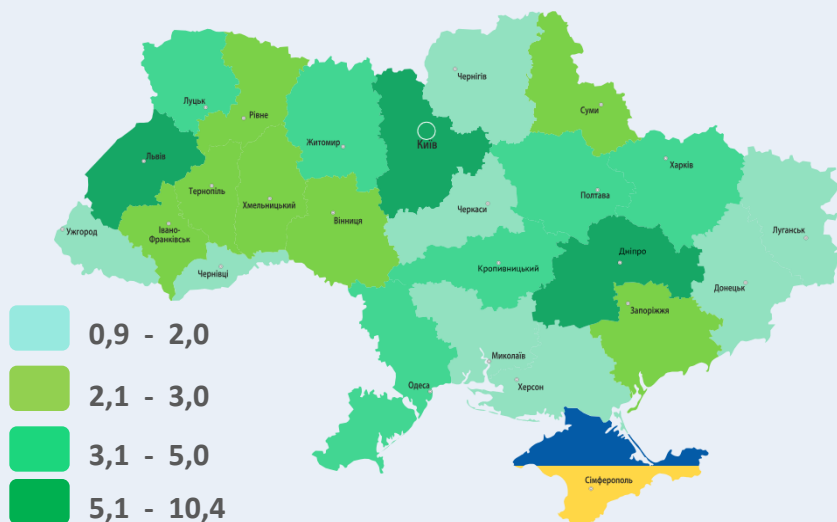 Чернігів
Луцьк
Рівне
Суми
Київ
Житомир
Львів
Харків
Тернопіль
Хмельницький
Полтава
Черкаси
Вінниця
Ужгород
Івано-
Франківськ
Луганськ
Чернівці
Кропивницький
Дніпро
Донецьк
Запоріжжя
0,9 - 2,0
Миколаїв
Одеса
Херсон
2,1 - 3,0
3,1 - 5,0
Сімферополь
5,1 - 10,4